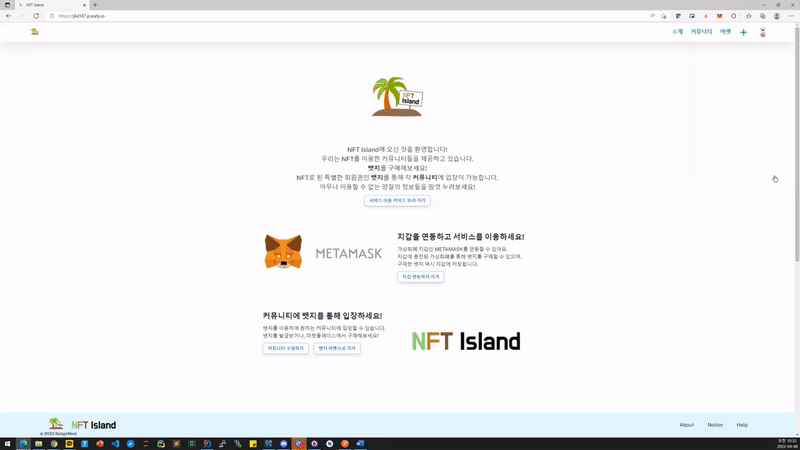 NFT Island
https://j6d107.p.ssafy.io
소개 커뮤니티 마켓 +
NFT Island
NFT Island에 오신 것을 환영합니다!
우리는 NFT를 이용한 커뮤니티들을 제공하고 있습니다.
뱃지를 구매해보세요!
NFT로 된 특별한 회원권인 뱃지를 통해 각 커뮤니티에 입장이 가능합니다.
아무나 이용할 수 없는 양질의 정보들을 맘껏 누려보세요!
서비스 이용 가이드 보러 가기
METAMASK
지갑을 연동하고 서비스를 이용하세요!
가상화폐 지갑인 METAMASK를 연동할 수 있어요.
지갑에 충전된 가상화폐를 통해 뱃지를 구매할 수 있으며,
구매한 뱃지 역시 지갑에 저장됩니다.
지갑 연동하러 가기
커뮤니티에 뱃지를 통해 입장하세요!
뱃지를 이용하여 원하는 커뮤니티에 입장할 수 있습니다.
뱃지를 발급받거나, 마켓플레이스에서 구매해보세요!
커뮤니티 구경하기 뱃지 마켓으로 가기
NFT Island
NFT Island
© 2022 BadgeMeal
About Notion Help
오전 10:32
2022-04-08